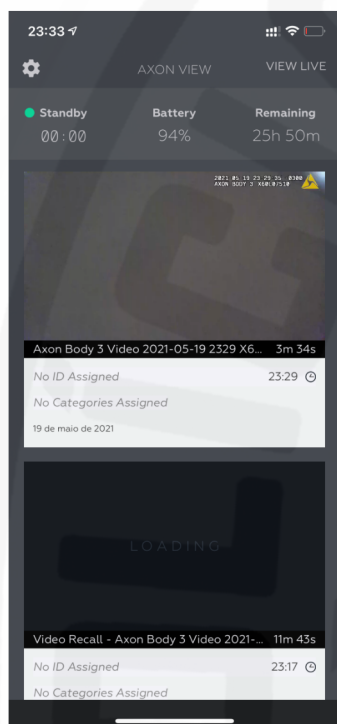 23:33
AXON VIEW
VIEW LIVE
Standby Battery Remaining
00:00 94% 25h 50m
2021-05-19 23:29:35 -0300
AXON BODY 3 X60A07510
Axon Body 3 Video 2021-05-19 2329 X6... 3m 34s
No ID Assigned 23:29
No Categories Assigned
19 de maio de 2021
LOADING
Video Recall - Axon Body 3 Video 2021-... 11m 43s
No ID Assigned 23:17
No Categories Assigned